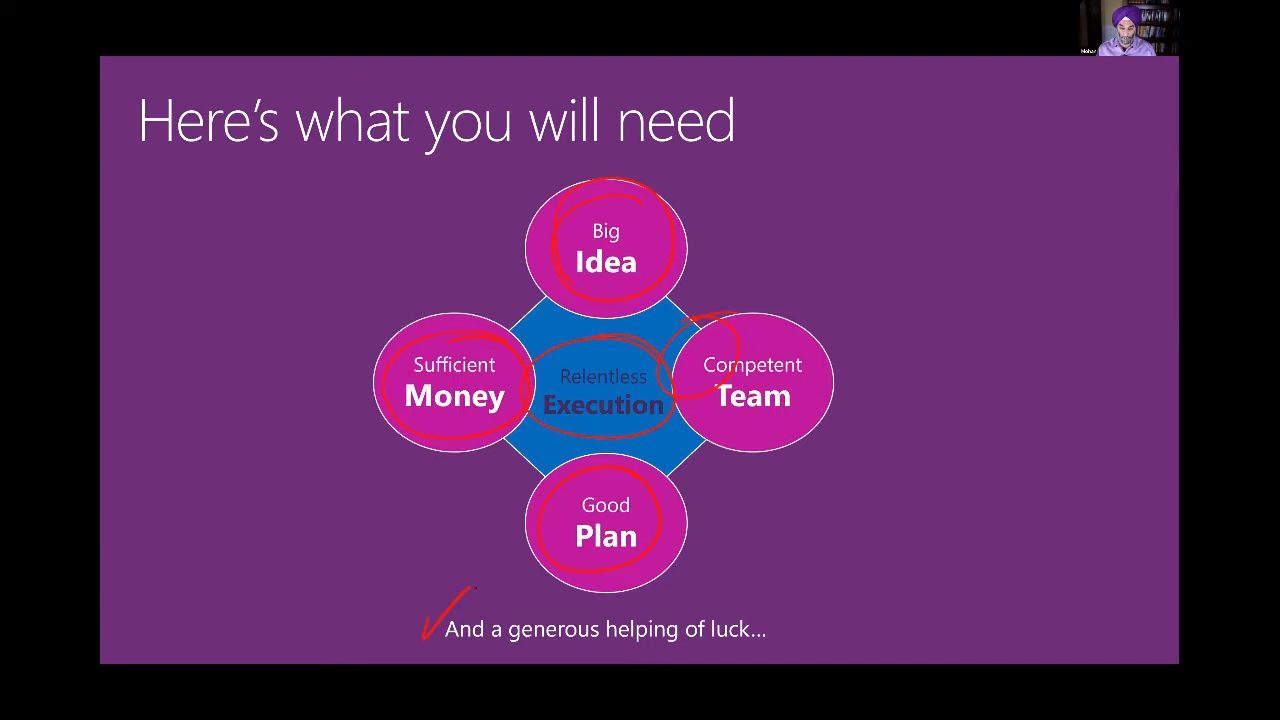 Mohan
Here's what you will need
Big
Idea
Sufficient
Money
Relentless
Execution
Competent
Team
Good
Plan
And a generous helping of luck...